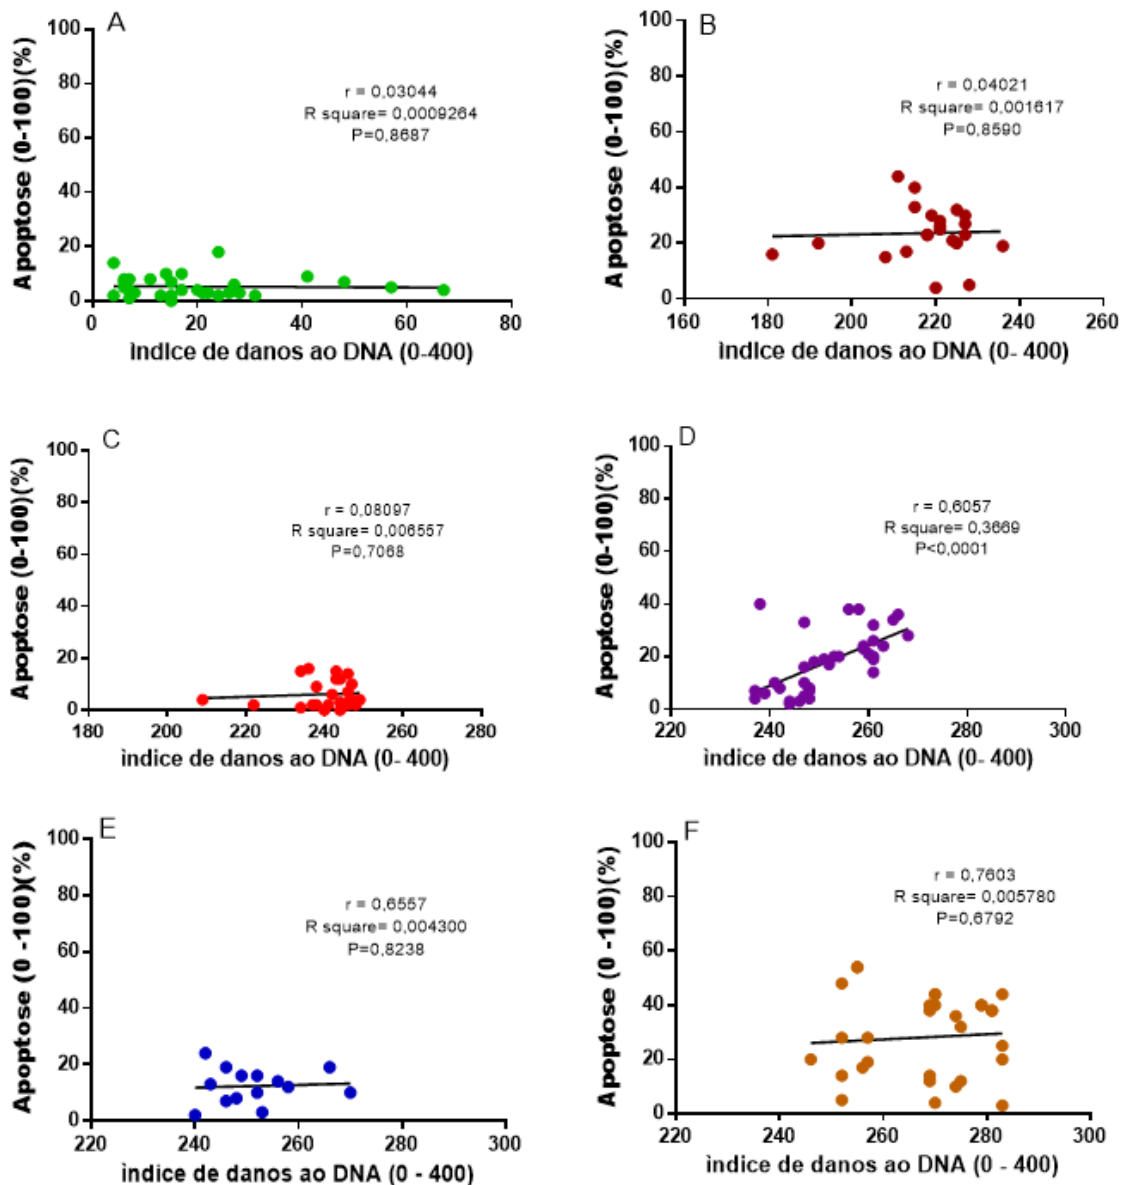 A
Apoptose (0-100)(%)
100
80
60
40
20
0
r = 0,03044
R square= 0,0009264
P=0,8687
0 20 40 60 80
ìndice de danos ao DNA (0-400)
B
Apoptose (0-100)(%)
100
80
60
40
20
0
r = 0,04021
R square= 0,001617
P=0,8590
160 180 200 220 240 260
ìndice de danos ao DNA (0- 400)
C
Apoptose (0-100)(%)
100
80
60
40
20
0
r = 0,08097
R square= 0,006557
P=0,7068
180 200 220 240 260 280
ìndice de danos ao DNA (0- 400)
D
Apoptose (0-100)(%)
100
80
60
40
20
0
r = 0,6057
R square= 0,3669
P<0,0001
220 240 260 280 300
ìndice de danos ao DNA (0- 400)
E
Apoptose (0 -100)(%)
100
80
60
40
20
0
r = 0,6557
R square= 0,004300
P=0,8238
220 240 260 280 300
ìndice de danos ao DNA (0 - 400)
F
Apoptose (0 -100)(%)
100
80
60
40
20
0
r = 0,7603
R square= 0,005780
P=0,6792
220 240 260 280 300
ìndice de danos ao DNA (0 - 400)